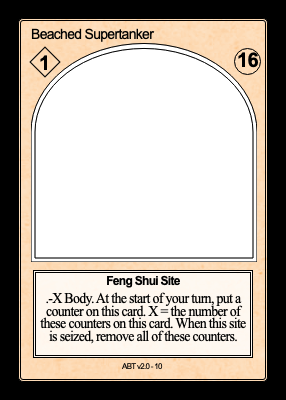 Beached Supertanker
1
16
Feng Shui Site
.-X Body. At the start of your turn, put a
counter on this card. X = the number of
these counters on this card. When this site
is seized, remove all of these counters.
ABT v2.0 - 10